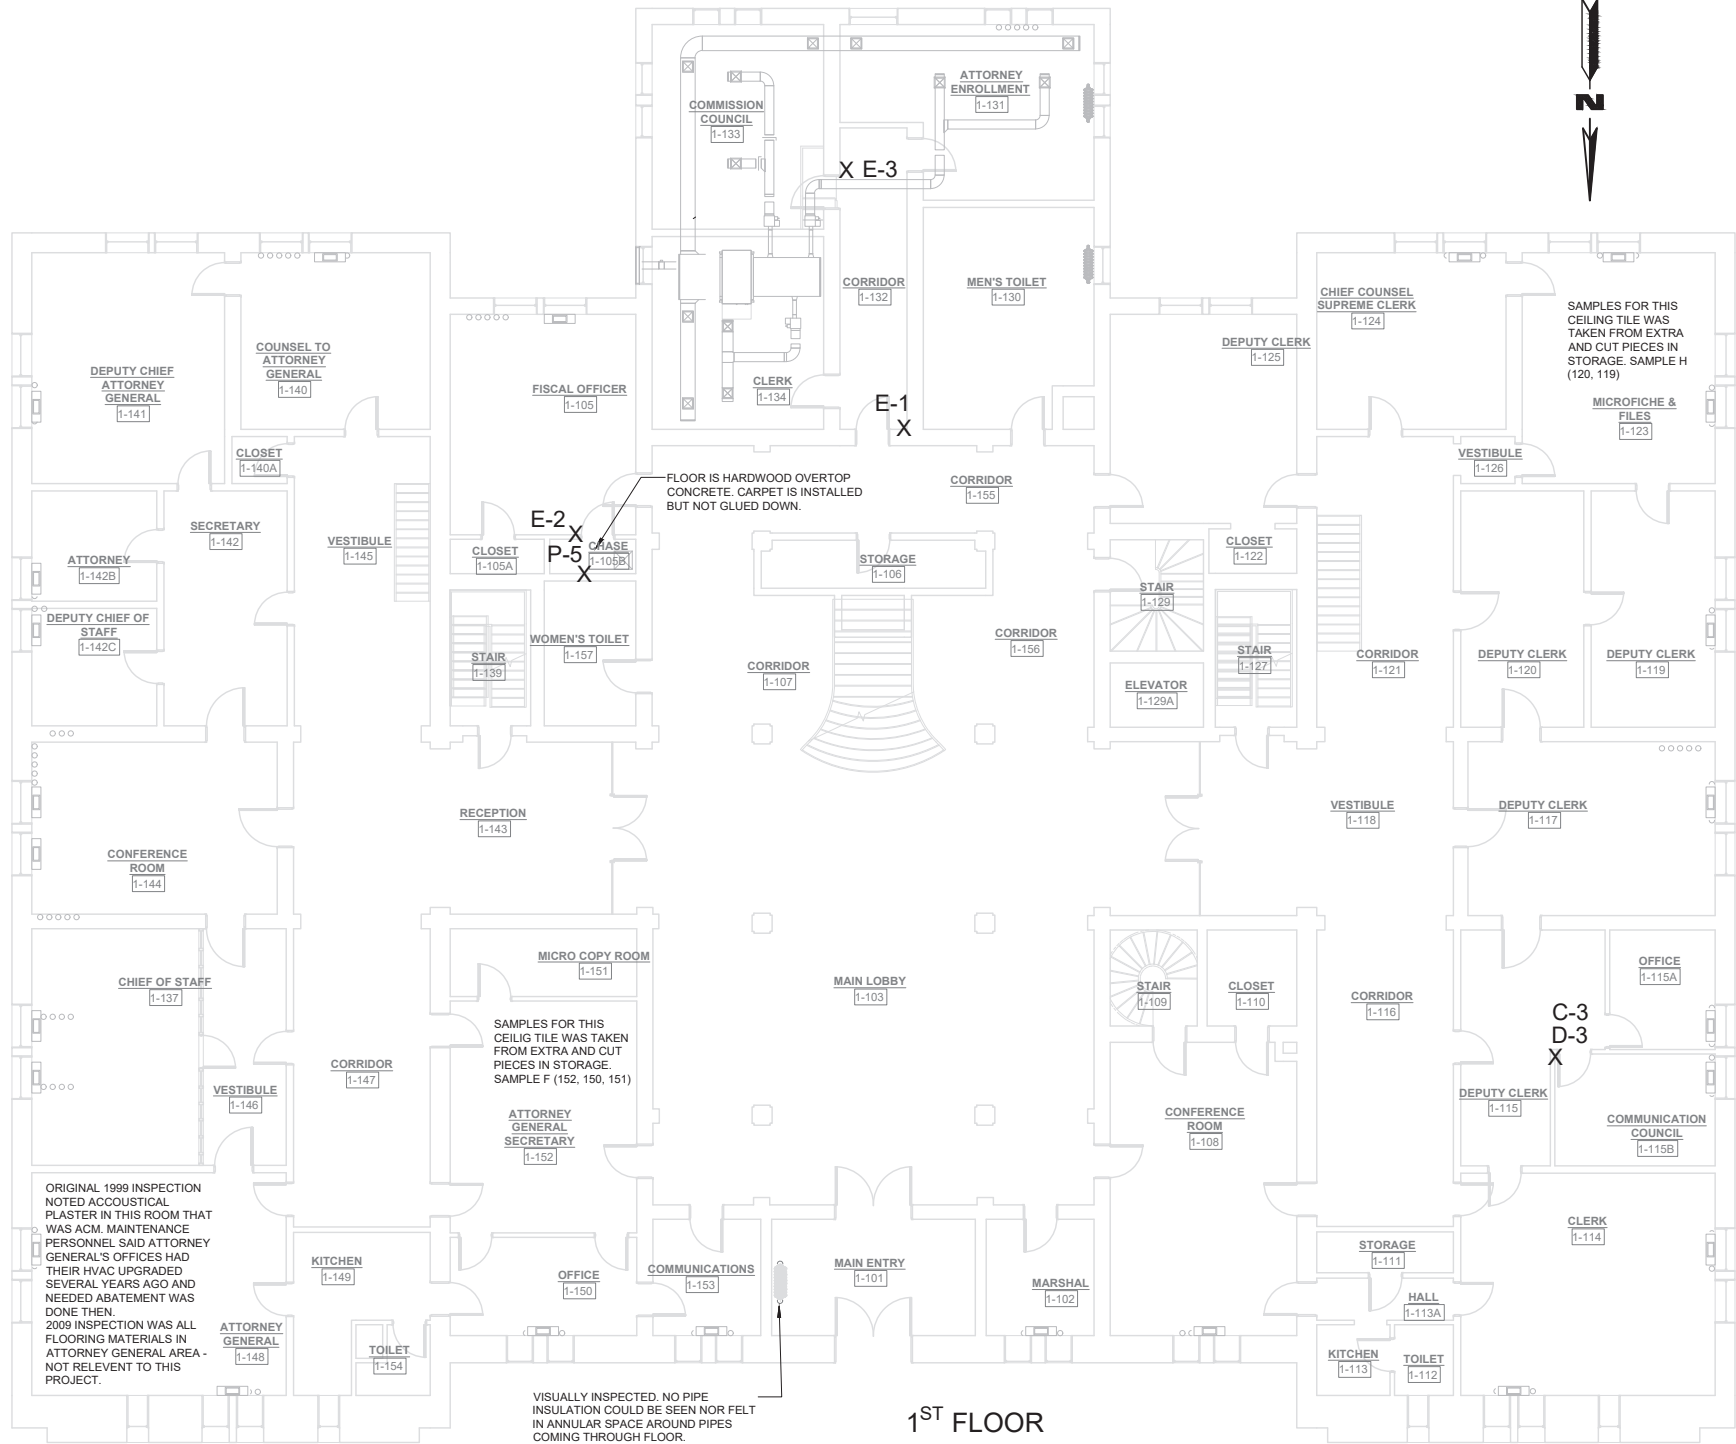 N
ATTORNEY
ENROLLMENT
1-131
COMMISSION
COUNCIL
1-133
X E-3
CORRIDOR
1-132
MEN'S TOILET
1-130
CHIEF COUNSEL
SUPREME CLERK
1-124
SAMPLES FOR THIS
CEILING TILE WAS
TAKEN FROM EXTRA
AND CUT PIECES IN
STORAGE. SAMPLE H
(120, 119)
MICROFICHE &
FILES
1-123
DEPUTY CLERK
1-125
COUNSEL TO
ATTORNEY
GENERAL
1-140
DEPUTY CHIEF
ATTORNEY
GENERAL
1-141
FISCAL OFFICER
1-105
CLERK
1-134
E-1
X
CLOSET
1-140A
VESTIBULE
1-126
FLOOR IS HARDWOOD OVERTOP
CONCRETE. CARPET IS INSTALLED
BUT NOT GLUED DOWN.
CORRIDOR
1-155
SECRETARY
1-142
VESTIBULE
1-145
E-2
X
P-5
X
CLOSET
1-105A
CHASE
1-105B
STORAGE
1-106
CLOSET
1-122
ATTORNEY
1-142B
STAIR
1-129
DEPUTY CHIEF OF
STAFF
1-142C
STAIR
1-139
WOMEN'S TOILET
1-157
CORRIDOR
1-107
CORRIDOR
1-156
ELEVATOR
1-129A
STAIR
1-127
CORRIDOR
1-121
DEPUTY CLERK
1-120
DEPUTY CLERK
1-119
RECEPTION
1-143
VESTIBULE
1-118
DEPUTY CLERK
1-117
CONFERENCE
ROOM
1-144
CHIEF OF STAFF
1-137
MICRO COPY ROOM
1-151
MAIN LOBBY
1-103
STAIR
1-109
CLOSET
1-110
CORRIDOR
1-116
OFFICE
1-115A
C-3
D-3
X
SAMPLES FOR THIS
CEILIG TILE WAS TAKEN
FROM EXTRA AND CUT
PIECES IN STORAGE.
SAMPLE F (152, 150, 151)
CORRIDOR
1-147
VESTIBULE
1-146
ATTORNEY
GENERAL
SECRETARY
1-152
CONFERENCE
ROOM
1-108
DEPUTY CLERK
1-115
COMMUNICATION
COUNCIL
1-115B
ORIGINAL 1999 INSPECTION
NOTED ACCOUSTICAL
PLASTER IN THIS ROOM THAT
WAS ACM. MAINTENANCE
PERSONNEL SAID ATTORNEY
GENERAL'S OFFICES HAD
THEIR HVAC UPGRADED
SEVERAL YEARS AGO AND
NEEDED ABATEMENT WAS
DONE THEN.
2009 INSPECTION WAS ALL
FLOORING MATERIALS IN
ATTORNEY GENERAL AREA -
NOT RELEVENT TO THIS
PROJECT.
ATTORNEY
GENERAL
1-148
KITCHEN
1-149
TOILET
1-154
OFFICE
1-150
COMMUNICATIONS
1-153
MAIN ENTRY
1-101
MARSHAL
1-102
STORAGE
1-111
HALL
1-113A
CLERK
1-114
KITCHEN
1-113
TOILET
1-112
VISUALLY INSPECTED. NO PIPE
INSULATION COULD BE SEEN NOR FELT
IN ANNULAR SPACE AROUND PIPES
COMING THROUGH FLOOR.
1ST FLOOR